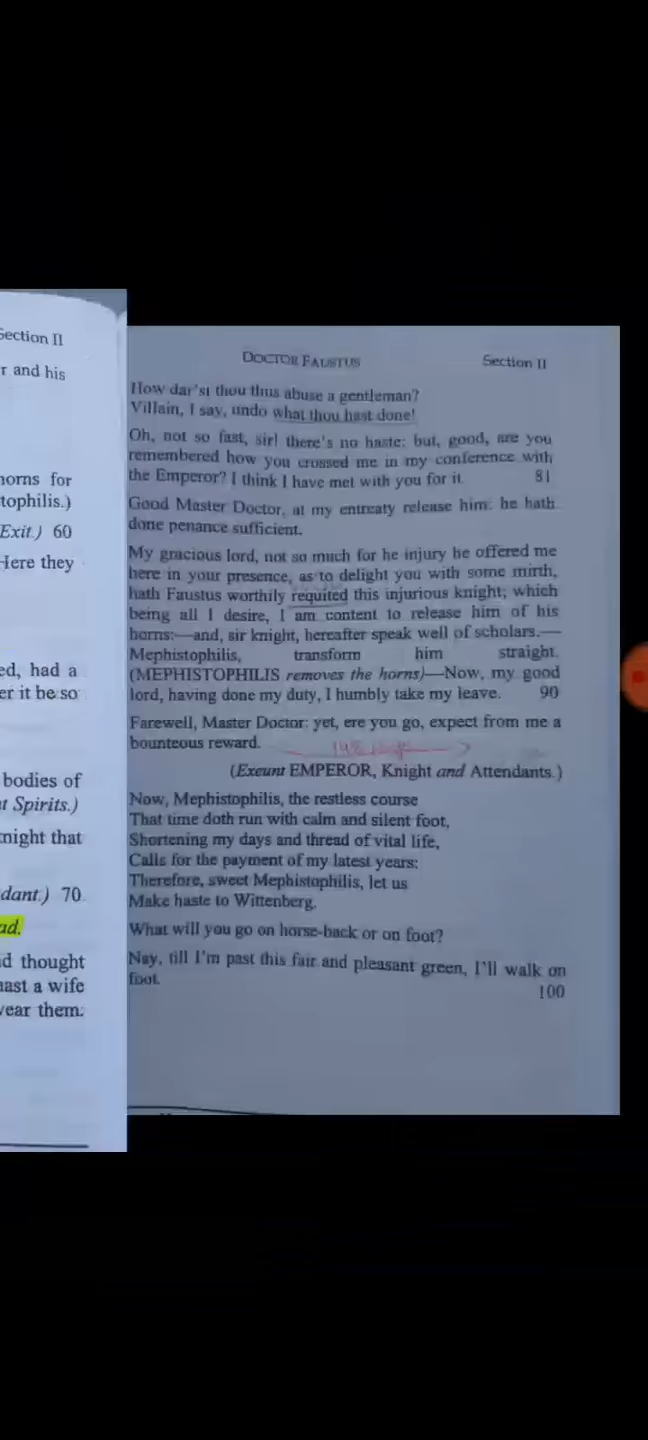 Section II
r and his
horns for
tophilis.)
Exit.) 60
Here they
ed, had a
er it be so
bodies of
t Spirits.)
night that
dant.) 70
ad.
d thought
hast a wife
wear them.
DOCTOR FAUSTUS Section II
How dar'st thou thus abuse a gentleman?
Villain, I say, undo what thou hast done!
Oh, not so fast, sir! there's no haste: but, good, are you
remembered how you crossed me in my conference with
the Emperor? I think I have met with you for it. 81
Good Master Doctor, at my entreaty release him: he hath
done penance sufficient.
My gracious lord, not so much for he injury he offered me
here in your presence, as to delight you with some mirth,
hath Faustus worthily requited this injurious knight; which
being all I desire, I am content to release him of his
horns:—and, sir knight, hereafter speak well of scholars.—
Mephistophilis, transform him straight.
(MEPHISTOPHILIS removes the horns)—Now, my good
lord, having done my duty, I humbly take my leave. 90
Farewell, Master Doctor: yet, ere you go, expect from me a
bounteous reward.
(Exeunt EMPEROR, Knight and Attendants.)
Now, Mephistophilis, the restless course
That time doth run with calm and silent foot,
Shortening my days and thread of vital life,
Calls for the payment of my latest years:
Therefore, sweet Mephistophilis, let us
Make haste to Wittenberg.
What will you go on horse-back or on foot?
Nay, till I'm past this fair and pleasant green, I'll walk on
foot. 100